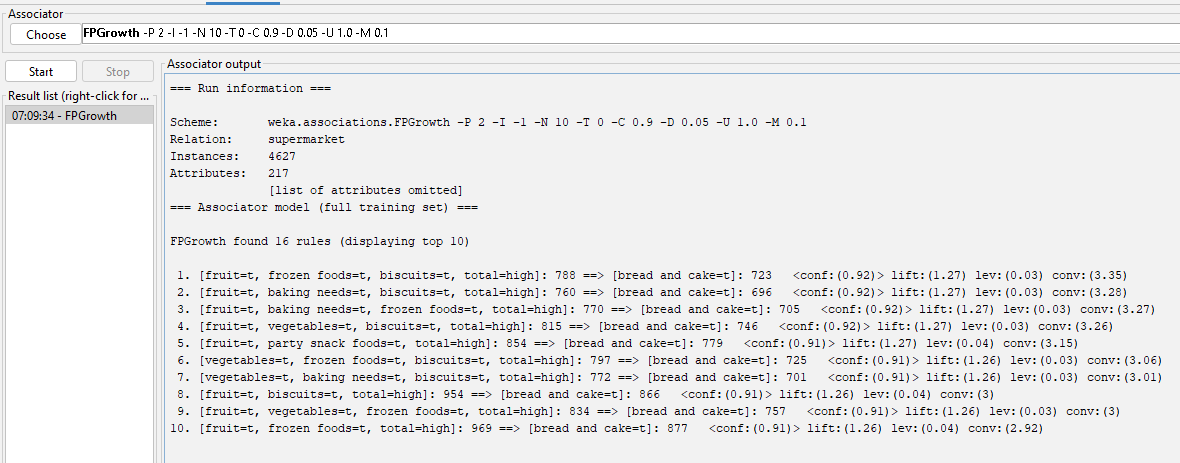 Associator
Choose FPGrowth -P 2 -I -1 -N 10 -T 0 -C 0.9 -D 0.05 -U 1.0 -M 0.1
Start Stop
Result list (right-click for ...
07:09:34 - FPGrowth
Associator output
=== Run information ===
Scheme: weka.associations.FPGrowth -P 2 -I -1 -N 10 -T 0 -C 0.9 -D 0.05 -U 1.0 -M 0.1
Relation: supermarket
Instances: 4627
Attributes: 217
[list of attributes omitted]
=== Associator model (full training set) ===
FPGrowth found 16 rules (displaying top 10)
1. [fruit=t, frozen foods=t, biscuits=t, total=high]: 788 ==> [bread and cake=t]: 723 <conf:(0.92)> lift:(1.27) lev:(0.03) conv:(3.35)
2. [fruit=t, baking needs=t, biscuits=t, total=high]: 760 ==> [bread and cake=t]: 696 <conf:(0.92)> lift:(1.27) lev:(0.03) conv:(3.28)
3. [fruit=t, baking needs=t, frozen foods=t, total=high]: 770 ==> [bread and cake=t]: 705 <conf:(0.92)> lift:(1.27) lev:(0.03) conv:(3.27)
4. [fruit=t, vegetables=t, biscuits=t, total=high]: 815 ==> [bread and cake=t]: 746 <conf:(0.92)> lift:(1.27) lev:(0.03) conv:(3.26)
5. [fruit=t, party snack foods=t, total=high]: 854 ==> [bread and cake=t]: 779 <conf:(0.91)> lift:(1.27) lev:(0.04) conv:(3.15)
6. [vegetables=t, frozen foods=t, biscuits=t, total=high]: 797 ==> [bread and cake=t]: 725 <conf:(0.91)> lift:(1.26) lev:(0.03) conv:(3.06)
7. [vegetables=t, baking needs=t, biscuits=t, total=high]: 772 ==> [bread and cake=t]: 701 <conf:(0.91)> lift:(1.26) lev:(0.03) conv:(3.01)
8. [fruit=t, biscuits=t, total=high]: 954 ==> [bread and cake=t]: 866 <conf:(0.91)> lift:(1.26) lev:(0.04) conv:(3)
9. [fruit=t, vegetables=t, frozen foods=t, total=high]: 834 ==> [bread and cake=t]: 757 <conf:(0.91)> lift:(1.26) lev:(0.03) conv:(3)
10. [fruit=t, frozen foods=t, total=high]: 969 ==> [bread and cake=t]: 877 <conf:(0.91)> lift:(1.26) lev:(0.04) conv:(2.92)